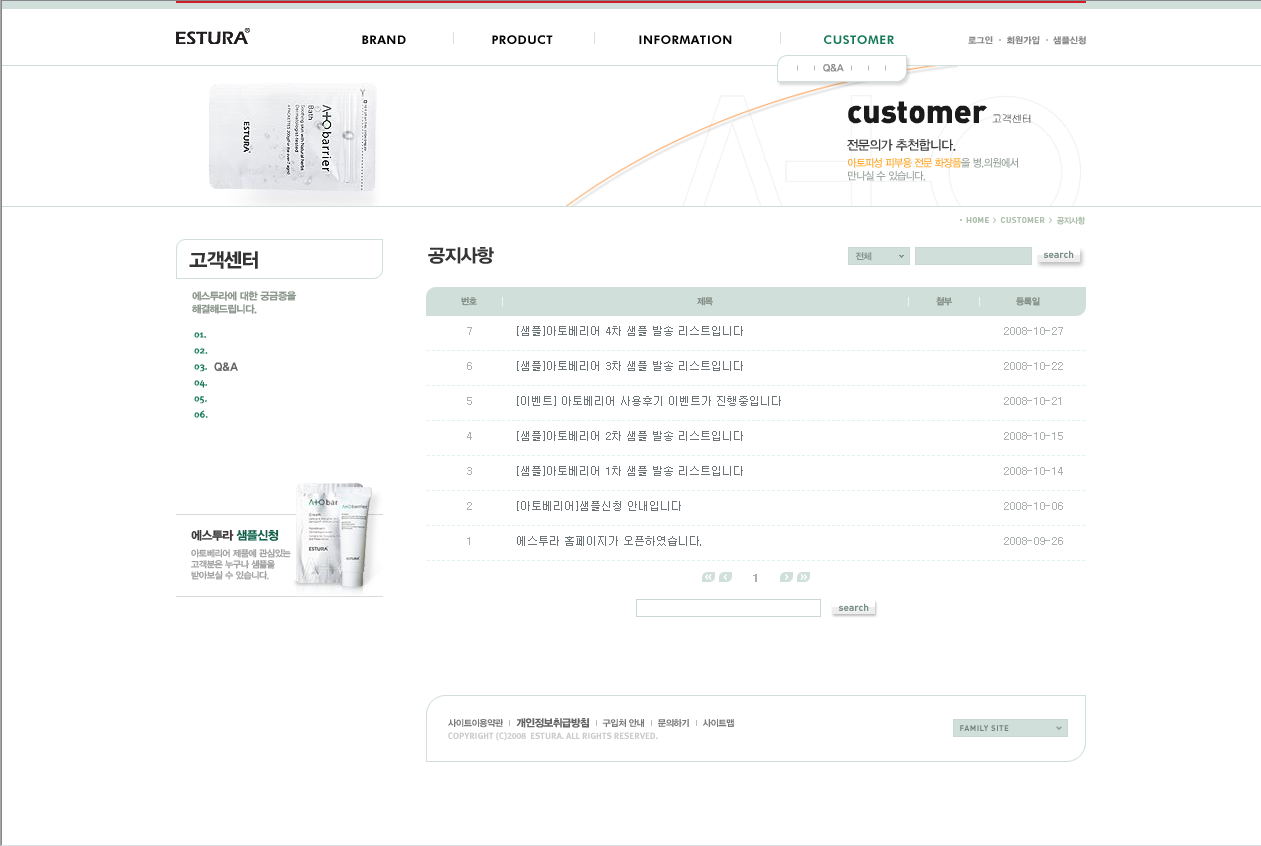 ESTURA®
BRAND
PRODUCT
INFORMATION
CUSTOMER
로그인 · 회원가입 · 샘플신청
Q&A
A+O barrier
Bath
ESTURA
customer 고객센터
전문의가 추천합니다.
아토피성 피부용 전문 화장품을 병,의원에서
만나실 수 있습니다.
· HOME > CUSTOMER > 공지사항
고객센터
에스투라에 대한 궁금증을
해결해드립니다.
01.
02.
03. Q&A
04.
05.
06.
에스투라 샘플신청
아토베리어 제품에 관심있는
고객분은 누구나 샘플을
받아보실 수 있습니다.
ESTURA
ESTURA
공지사항
전체
search
번호 제목 첨부 등록일
7 [샘플]아토베리어 4차 샘플 발송 리스트입니다 2008-10-27
6 [샘플]아토베리어 3차 샘플 발송 리스트입니다 2008-10-22
5 [이벤트] 아토베리어 사용후기 이벤트가 진행중입니다 2008-10-21
4 [샘플]아토베리어 2차 샘플 발송 리스트입니다 2008-10-15
3 [샘플]아토베리어 1차 샘플 발송 리스트입니다 2008-10-14
2 [아토베리어]샘플신청 안내입니다 2008-10-06
1 에스투라 홈페이지가 오픈하였습니다. 2008-09-26
1
search
사이트이용약관 | 개인정보취급방침 | 구입처 안내 | 문의하기 | 사이트맵
COPYRIGHT (C)2008 ESTURA. ALL RIGHTS RESERVED.
FAMILY SITE